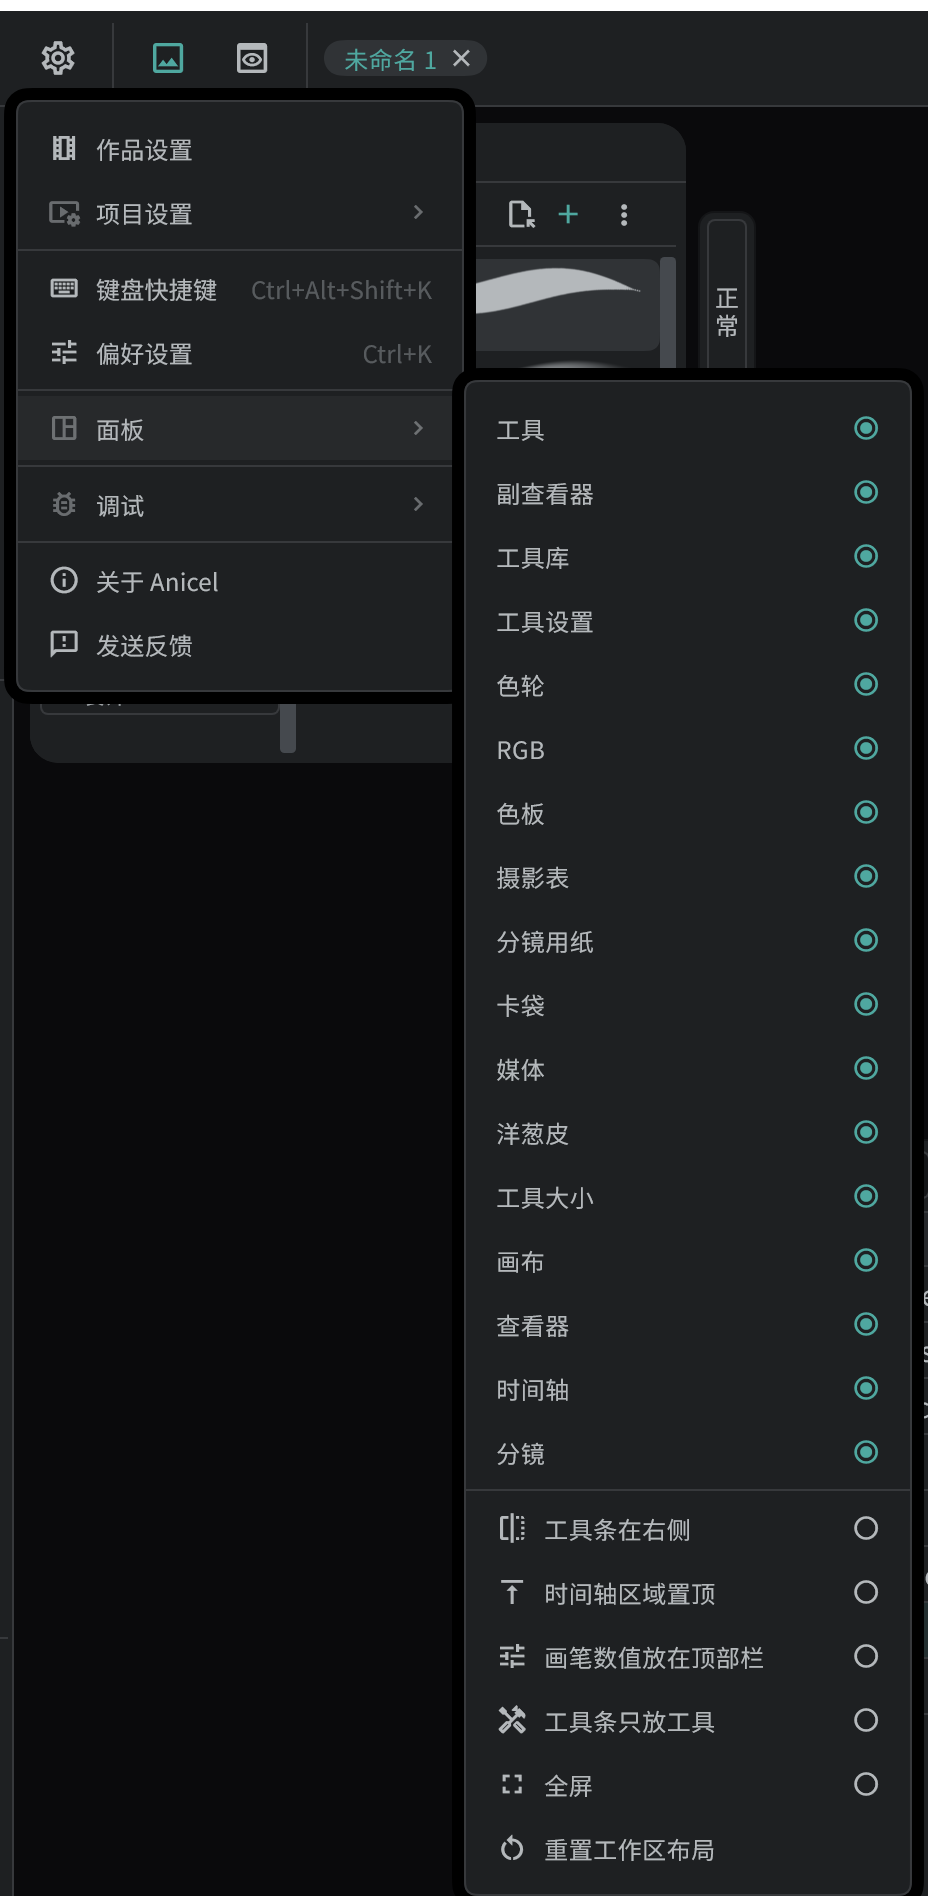 未命名 1
作品设置
项目设置
键盘快捷键 Ctrl+Alt+Shift+K
偏好设置 Ctrl+K
面板
调试
关于 Anicel
发送反馈
正常
工具
副查看器
工具库
工具设置
色轮
RGB
色板
摄影表
分镜用纸
卡袋
媒体
洋葱皮
工具大小
画布
查看器
时间轴
分镜
工具条在右侧
时间轴区域置顶
画笔数值放在顶部栏
工具条只放工具
全屏
重置工作区布局